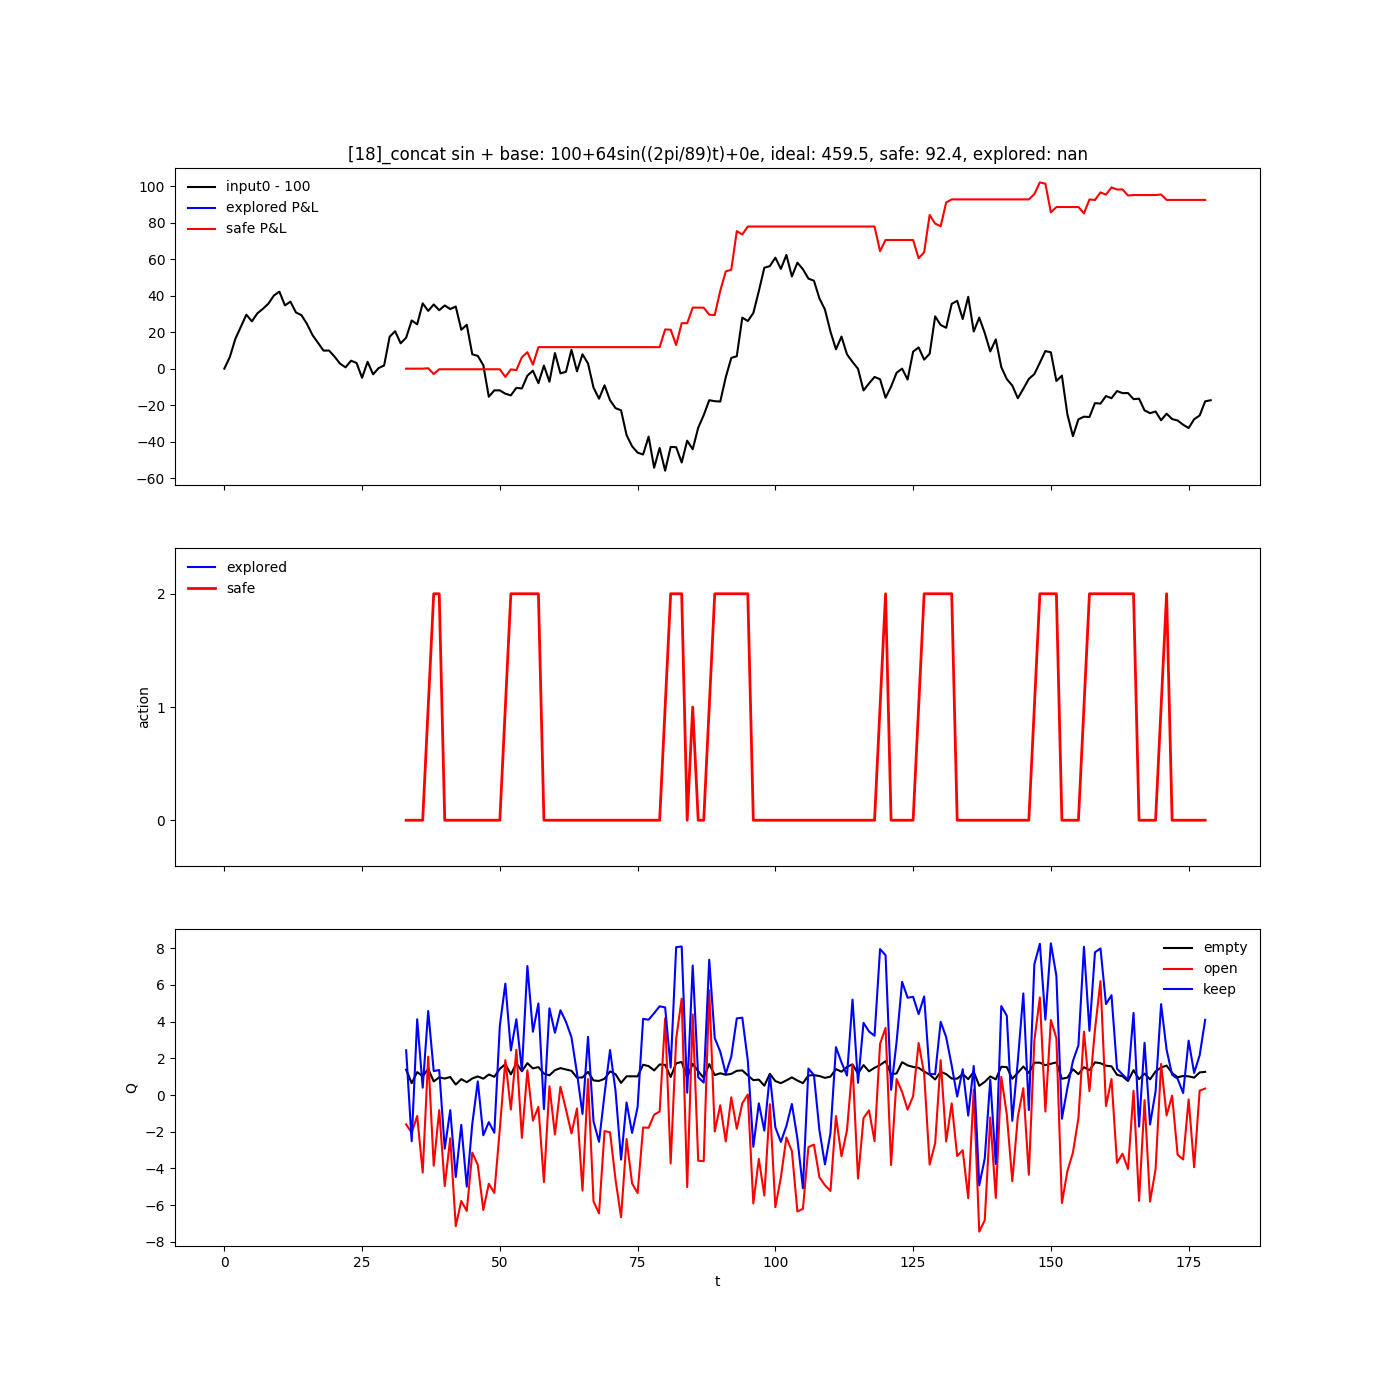 [18]_concat sin + base: 100+64sin((2pi/89)t)+0e, ideal: 459.5, safe: 92.4, explored: nan
100
80
60
40
20
0
−20
−40
−60
input0 - 100
explored P&L
safe P&L
2
1
0
action
explored
safe
8
6
4
2
0
−2
−4
−6
−8
Q
empty
open
keep
0 25 50 75 100 125 150 175
t